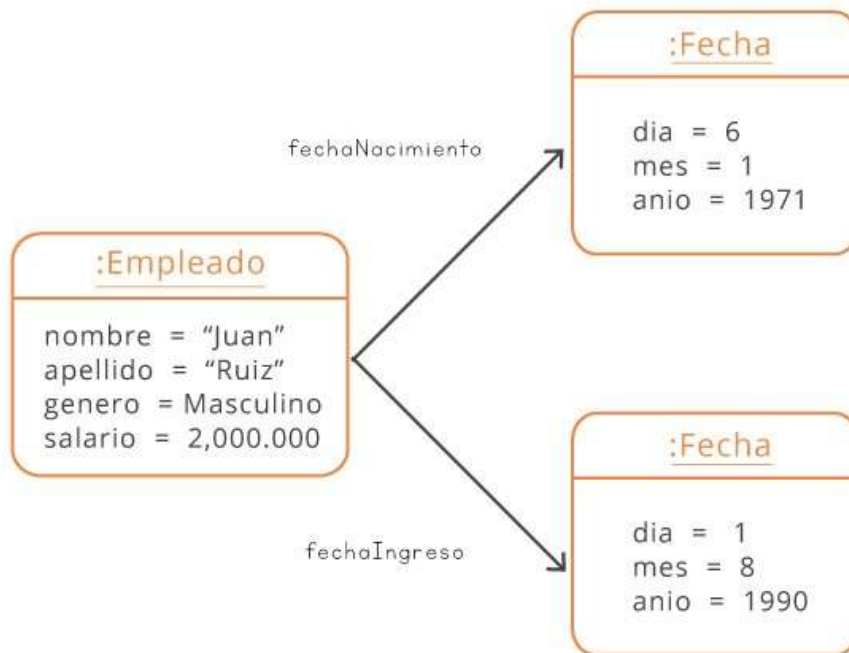 :Fecha
dia = 6
mes = 1
anio = 1971
fechaNacimiento
:Empleado
nombre = “Juan”
apellido = “Ruiz”
genero = Masculino
salario = 2,000.000
fechaIngreso
:Fecha
dia = 1
mes = 8
anio = 1990